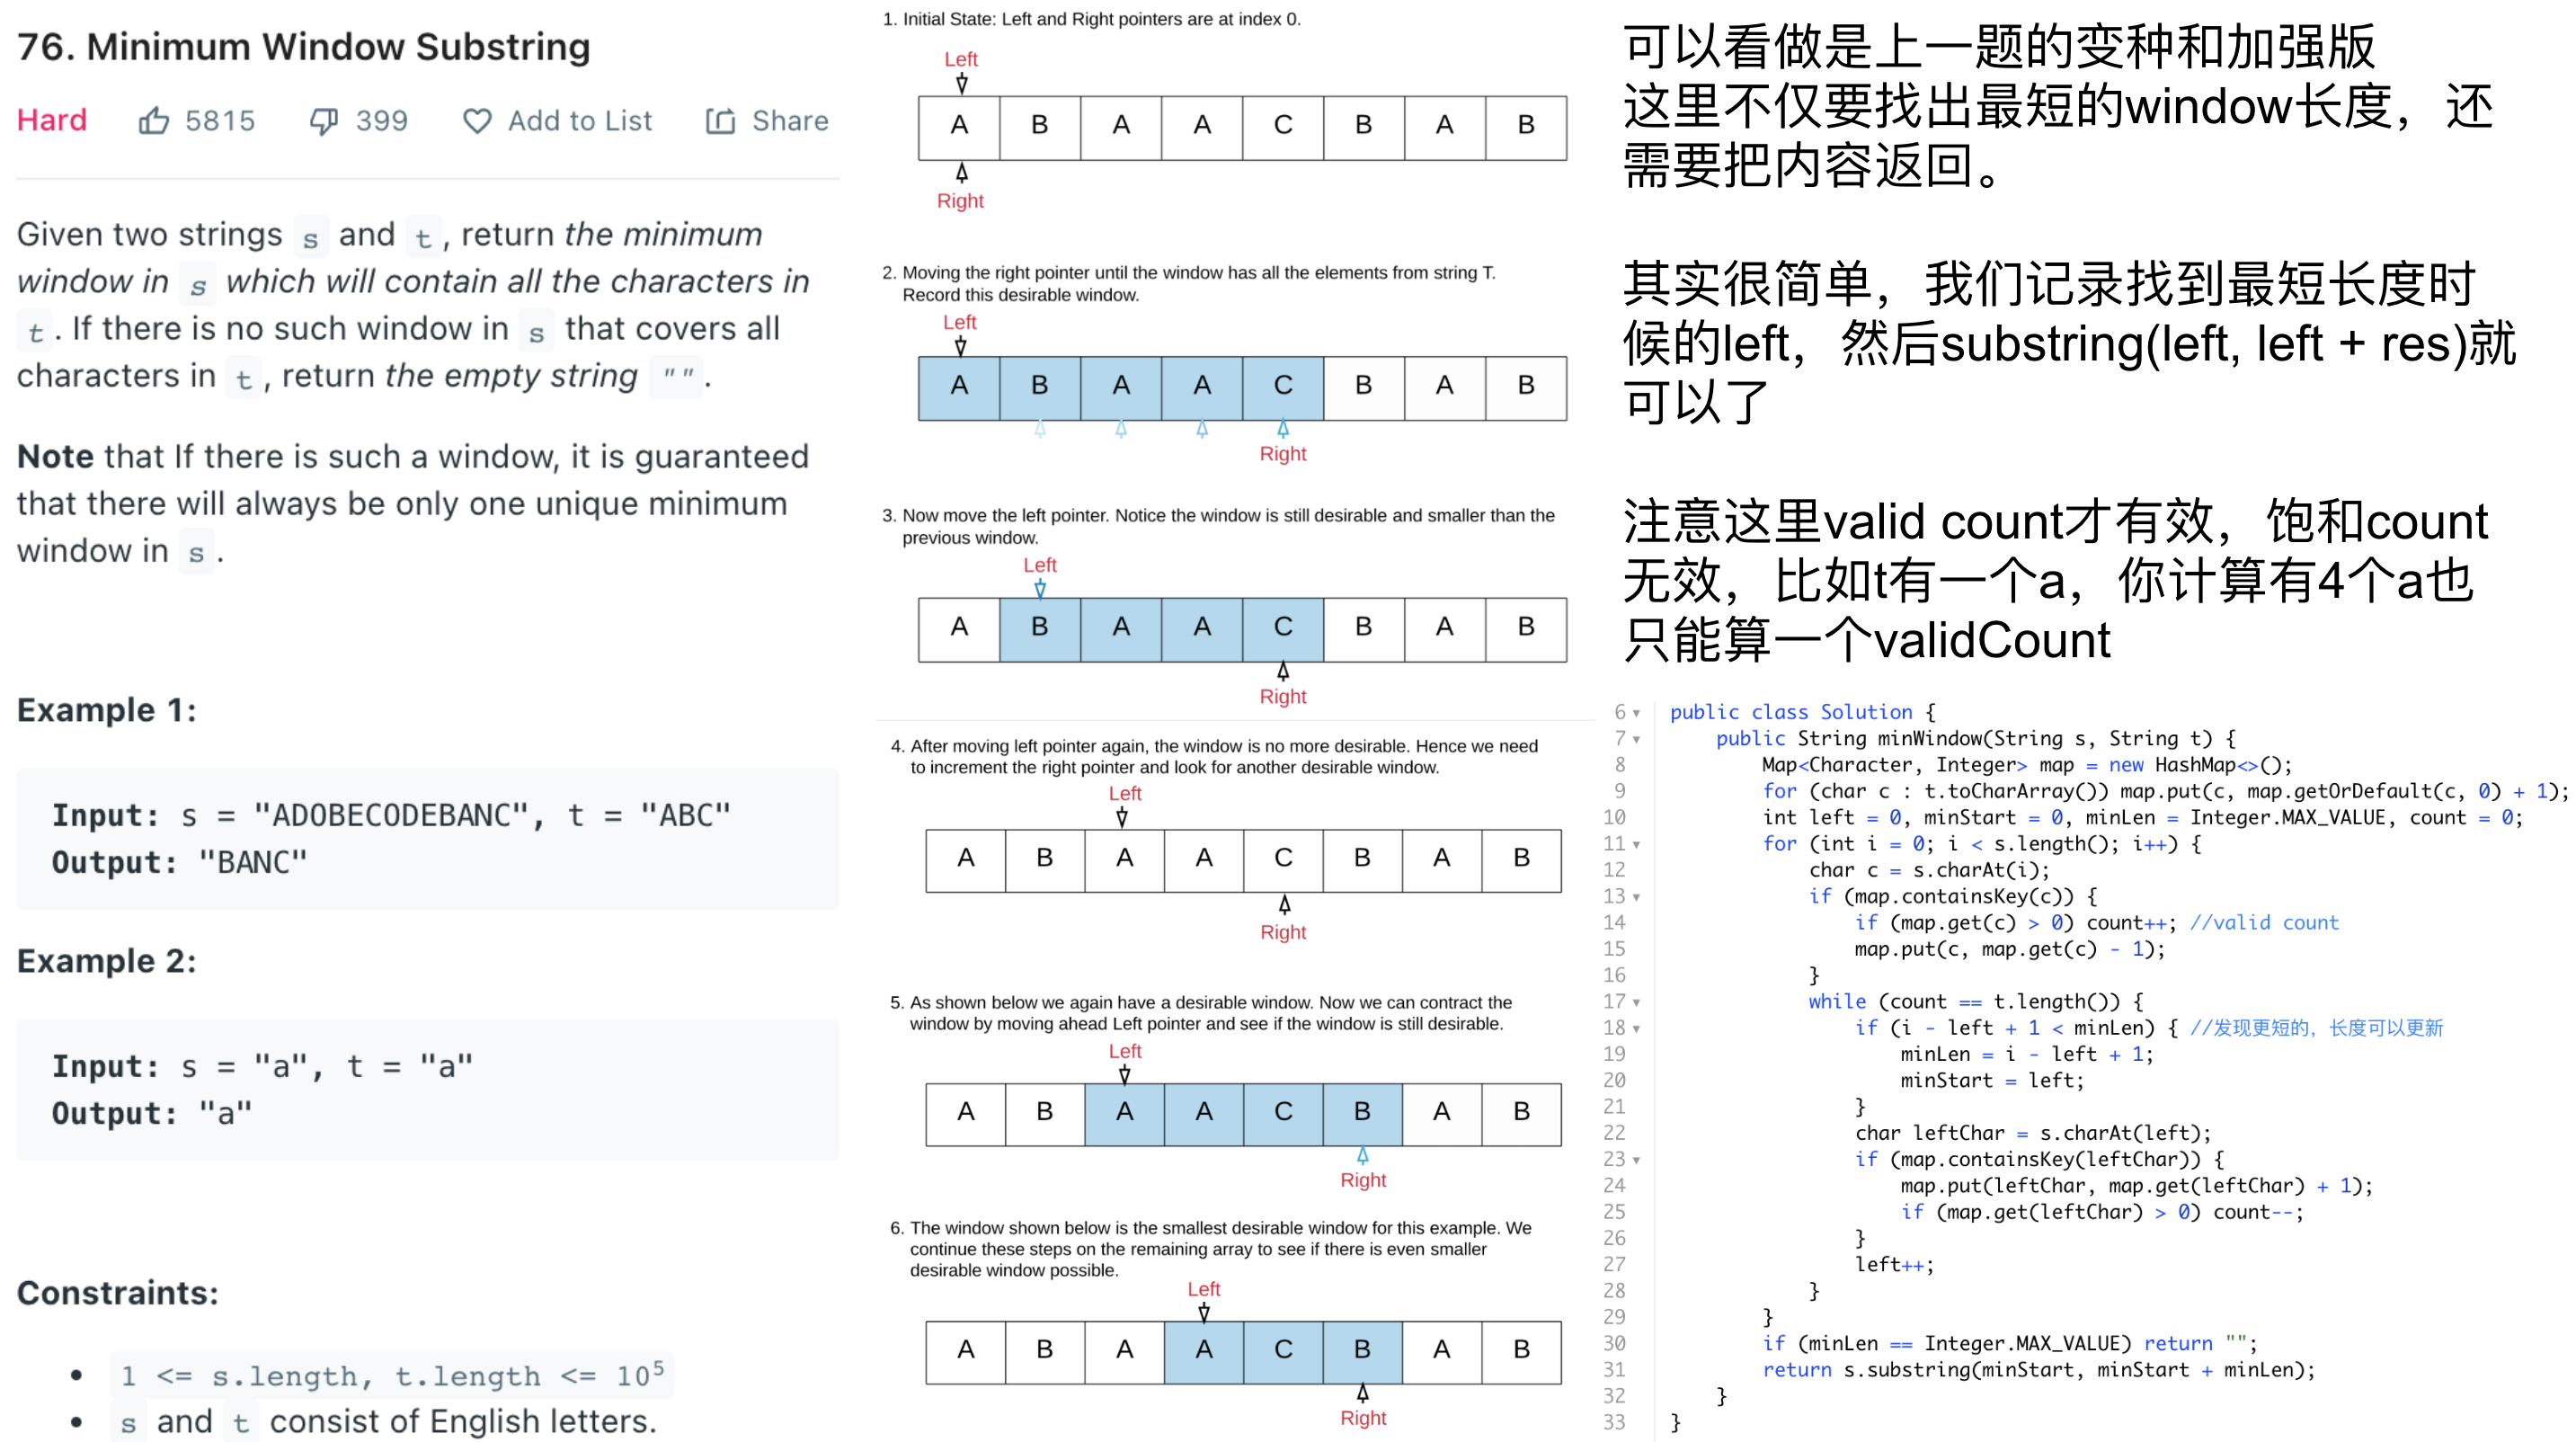 76. Minimum Window Substring
Hard 5815 399 Add to List Share
Given two strings s and t, return the minimum
window in s which will contain all the characters in
t. If there is no such window in s that covers all
characters in t, return the empty string "".
Note that If there is such a window, it is guaranteed
that there will always be only one unique minimum
window in s.
Example 1:
Input: s = "ADOBECODEBANC", t = "ABC"
Output: "BANC"
Example 2:
Input: s = "a", t = "a"
Output: "a"
Constraints:
• 1 <= s.length, t.length <= 10⁵
• s and t consist of English letters.
1. Initial State: Left and Right pointers are at index 0.
Left
A B A A C B A B
Right
2. Moving the right pointer until the window has all the elements from string T.
Record this desirable window.
Left
A B A A C B A B
Right
3. Now move the left pointer. Notice the window is still desirable and smaller than the
previous window.
Left
A B A A C B A B
Right
4. After moving left pointer again, the window is no more desirable. Hence we need
to increment the right pointer and look for another desirable window.
Left
A B A A C B A B
Right
5. As shown below we again have a desirable window. Now we can contract the
window by moving ahead Left pointer and see if the window is still desirable.
Left
A B A A C B A B
Right
6. The window shown below is the smallest desirable window for this example. We
continue these steps on the remaining array to see if there is even smaller
desirable window possible.
Left
A B A A C B A B
Right
可以看做是上一题的变种和加强版
这里不仅要找出最短的window长度，还
需要把内容返回。
其实很简单，我们记录找到最短长度时
候的left，然后substring(left, left + res)就
可以了
注意这里valid count才有效，饱和count
无效，比如t有一个a，你计算有4个a也
只能算一个validCount
6 public class Solution {
7 public String minWindow(String s, String t) {
8 Map<Character, Integer> map = new HashMap<>();
9 for (char c : t.toCharArray()) map.put(c, map.getOrDefault(c, 0) + 1);
10 int left = 0, minStart = 0, minLen = Integer.MAX_VALUE, count = 0;
11 for (int i = 0; i < s.length(); i++) {
12 char c = s.charAt(i);
13 if (map.containsKey(c)) {
14 if (map.get(c) > 0) count++; //valid count
15 map.put(c, map.get(c) - 1);
16 }
17 while (count == t.length()) {
18 if (i - left + 1 < minLen) { //发现更短的，长度可以更新
19 minLen = i - left + 1;
20 minStart = left;
21 }
22 char leftChar = s.charAt(left);
23 if (map.containsKey(leftChar)) {
24 map.put(leftChar, map.get(leftChar) + 1);
25 if (map.get(leftChar) > 0) count--;
26 }
27 left++;
28 }
29 }
30 if (minLen == Integer.MAX_VALUE) return "";
31 return s.substring(minStart, minStart + minLen);
32 }
33 }